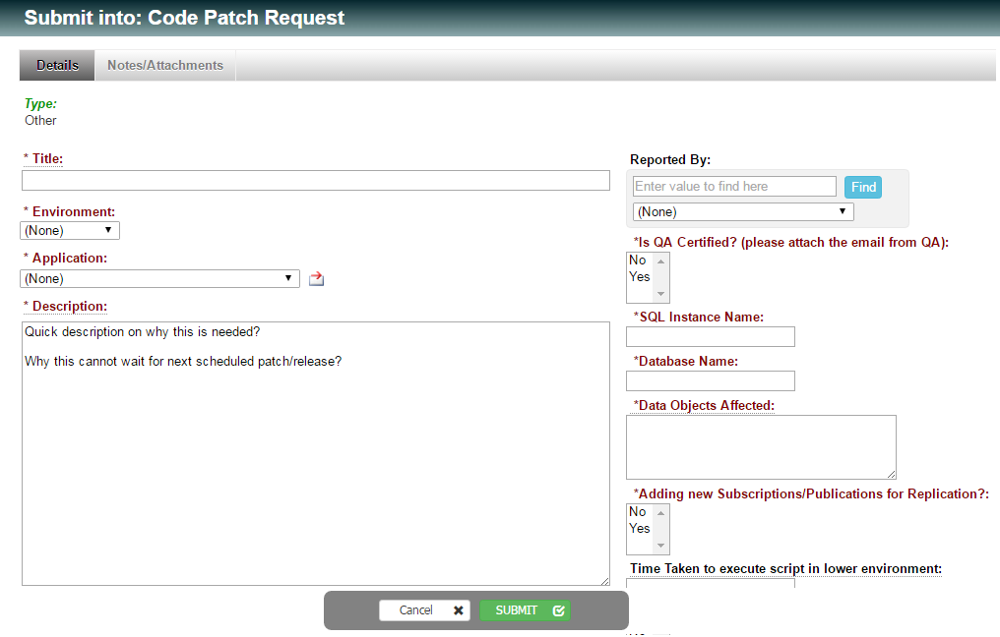 Submit into: Code Patch Request
Details
Notes/Attachments
Type:
Other
* Title:
* Environment:
(None)
* Application:
(None)
* Description:
Quick description on why this is needed?
Why this cannot wait for next scheduled patch/release?
Reported By:
Enter value to find here
Find
(None)
*Is QA Certified? (please attach the email from QA):
No
Yes
*SQL Instance Name:
*Database Name:
*Data Objects Affected:
*Adding new Subscriptions/Publications for Replication?:
No
Yes
Time Taken to execute script in lower environment:
Cancel
SUBMIT